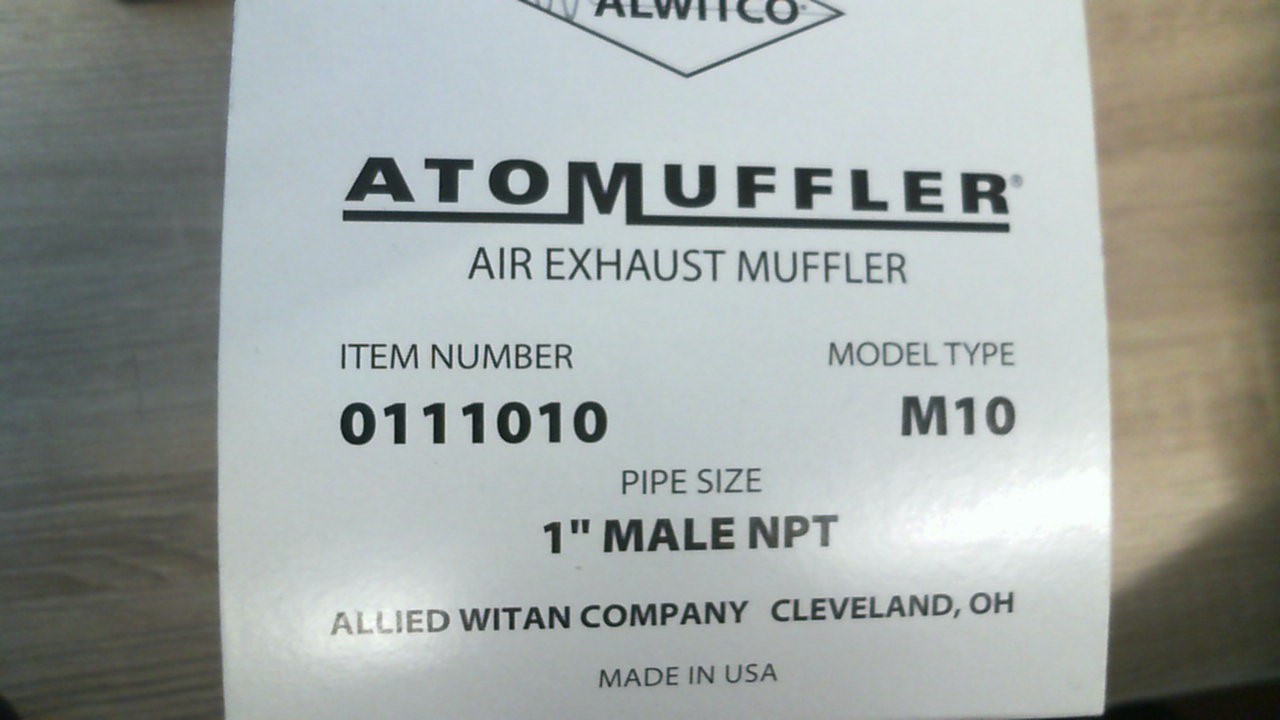 ALWITCO
ATOMUFFLER®
AIR EXHAUST MUFFLER
ITEM NUMBER MODEL TYPE
0111010 M10
PIPE SIZE
1" MALE NPT
ALLIED WITAN COMPANY CLEVELAND, OH
MADE IN USA